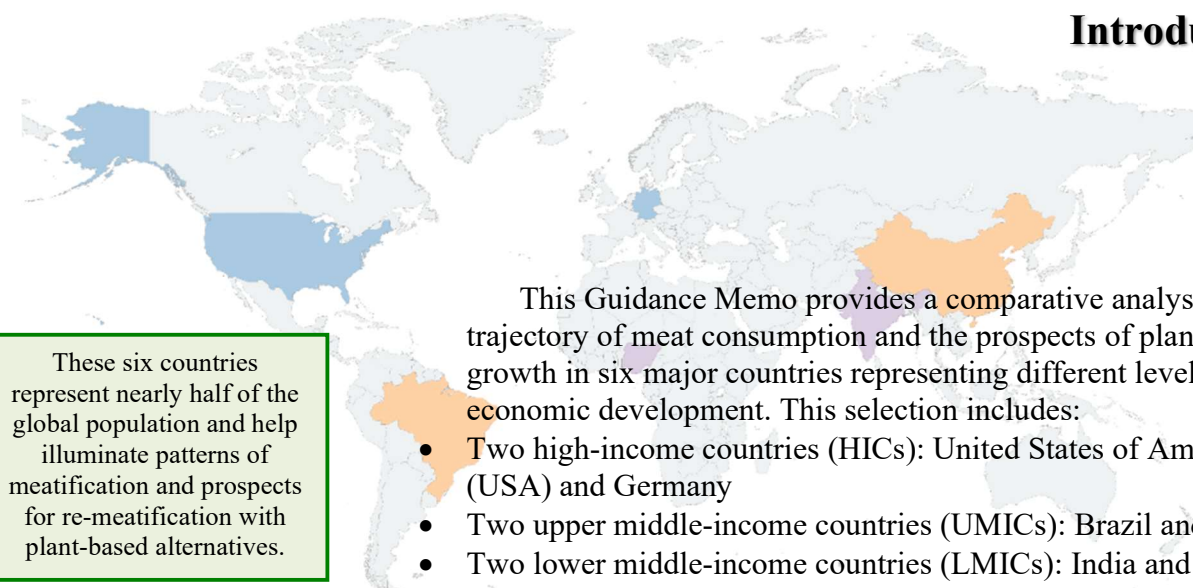 Introdu
This Guidance Memo provides a comparative analys
trajectory of meat consumption and the prospects of plan
growth in six major countries representing different level
economic development. This selection includes:
• Two high-income countries (HICs): United States of Am
(USA) and Germany
• Two upper middle-income countries (UMICs): Brazil and
• Two lower middle-income countries (LMICs): India and
These six countries
represent nearly half of the
global population and help
illuminate patterns of
meatification and prospects
for re-meatification with
plant-based alternatives.